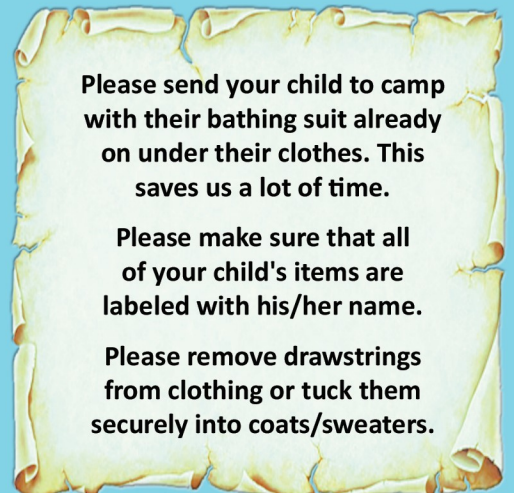 Please send your child to camp
with their bathing suit already
on under their clothes. This
saves us a lot of time.
Please make sure that all
of your child's items are
labeled with his/her name.
Please remove drawstrings
from clothing or tuck them
securely into coats/sweaters.